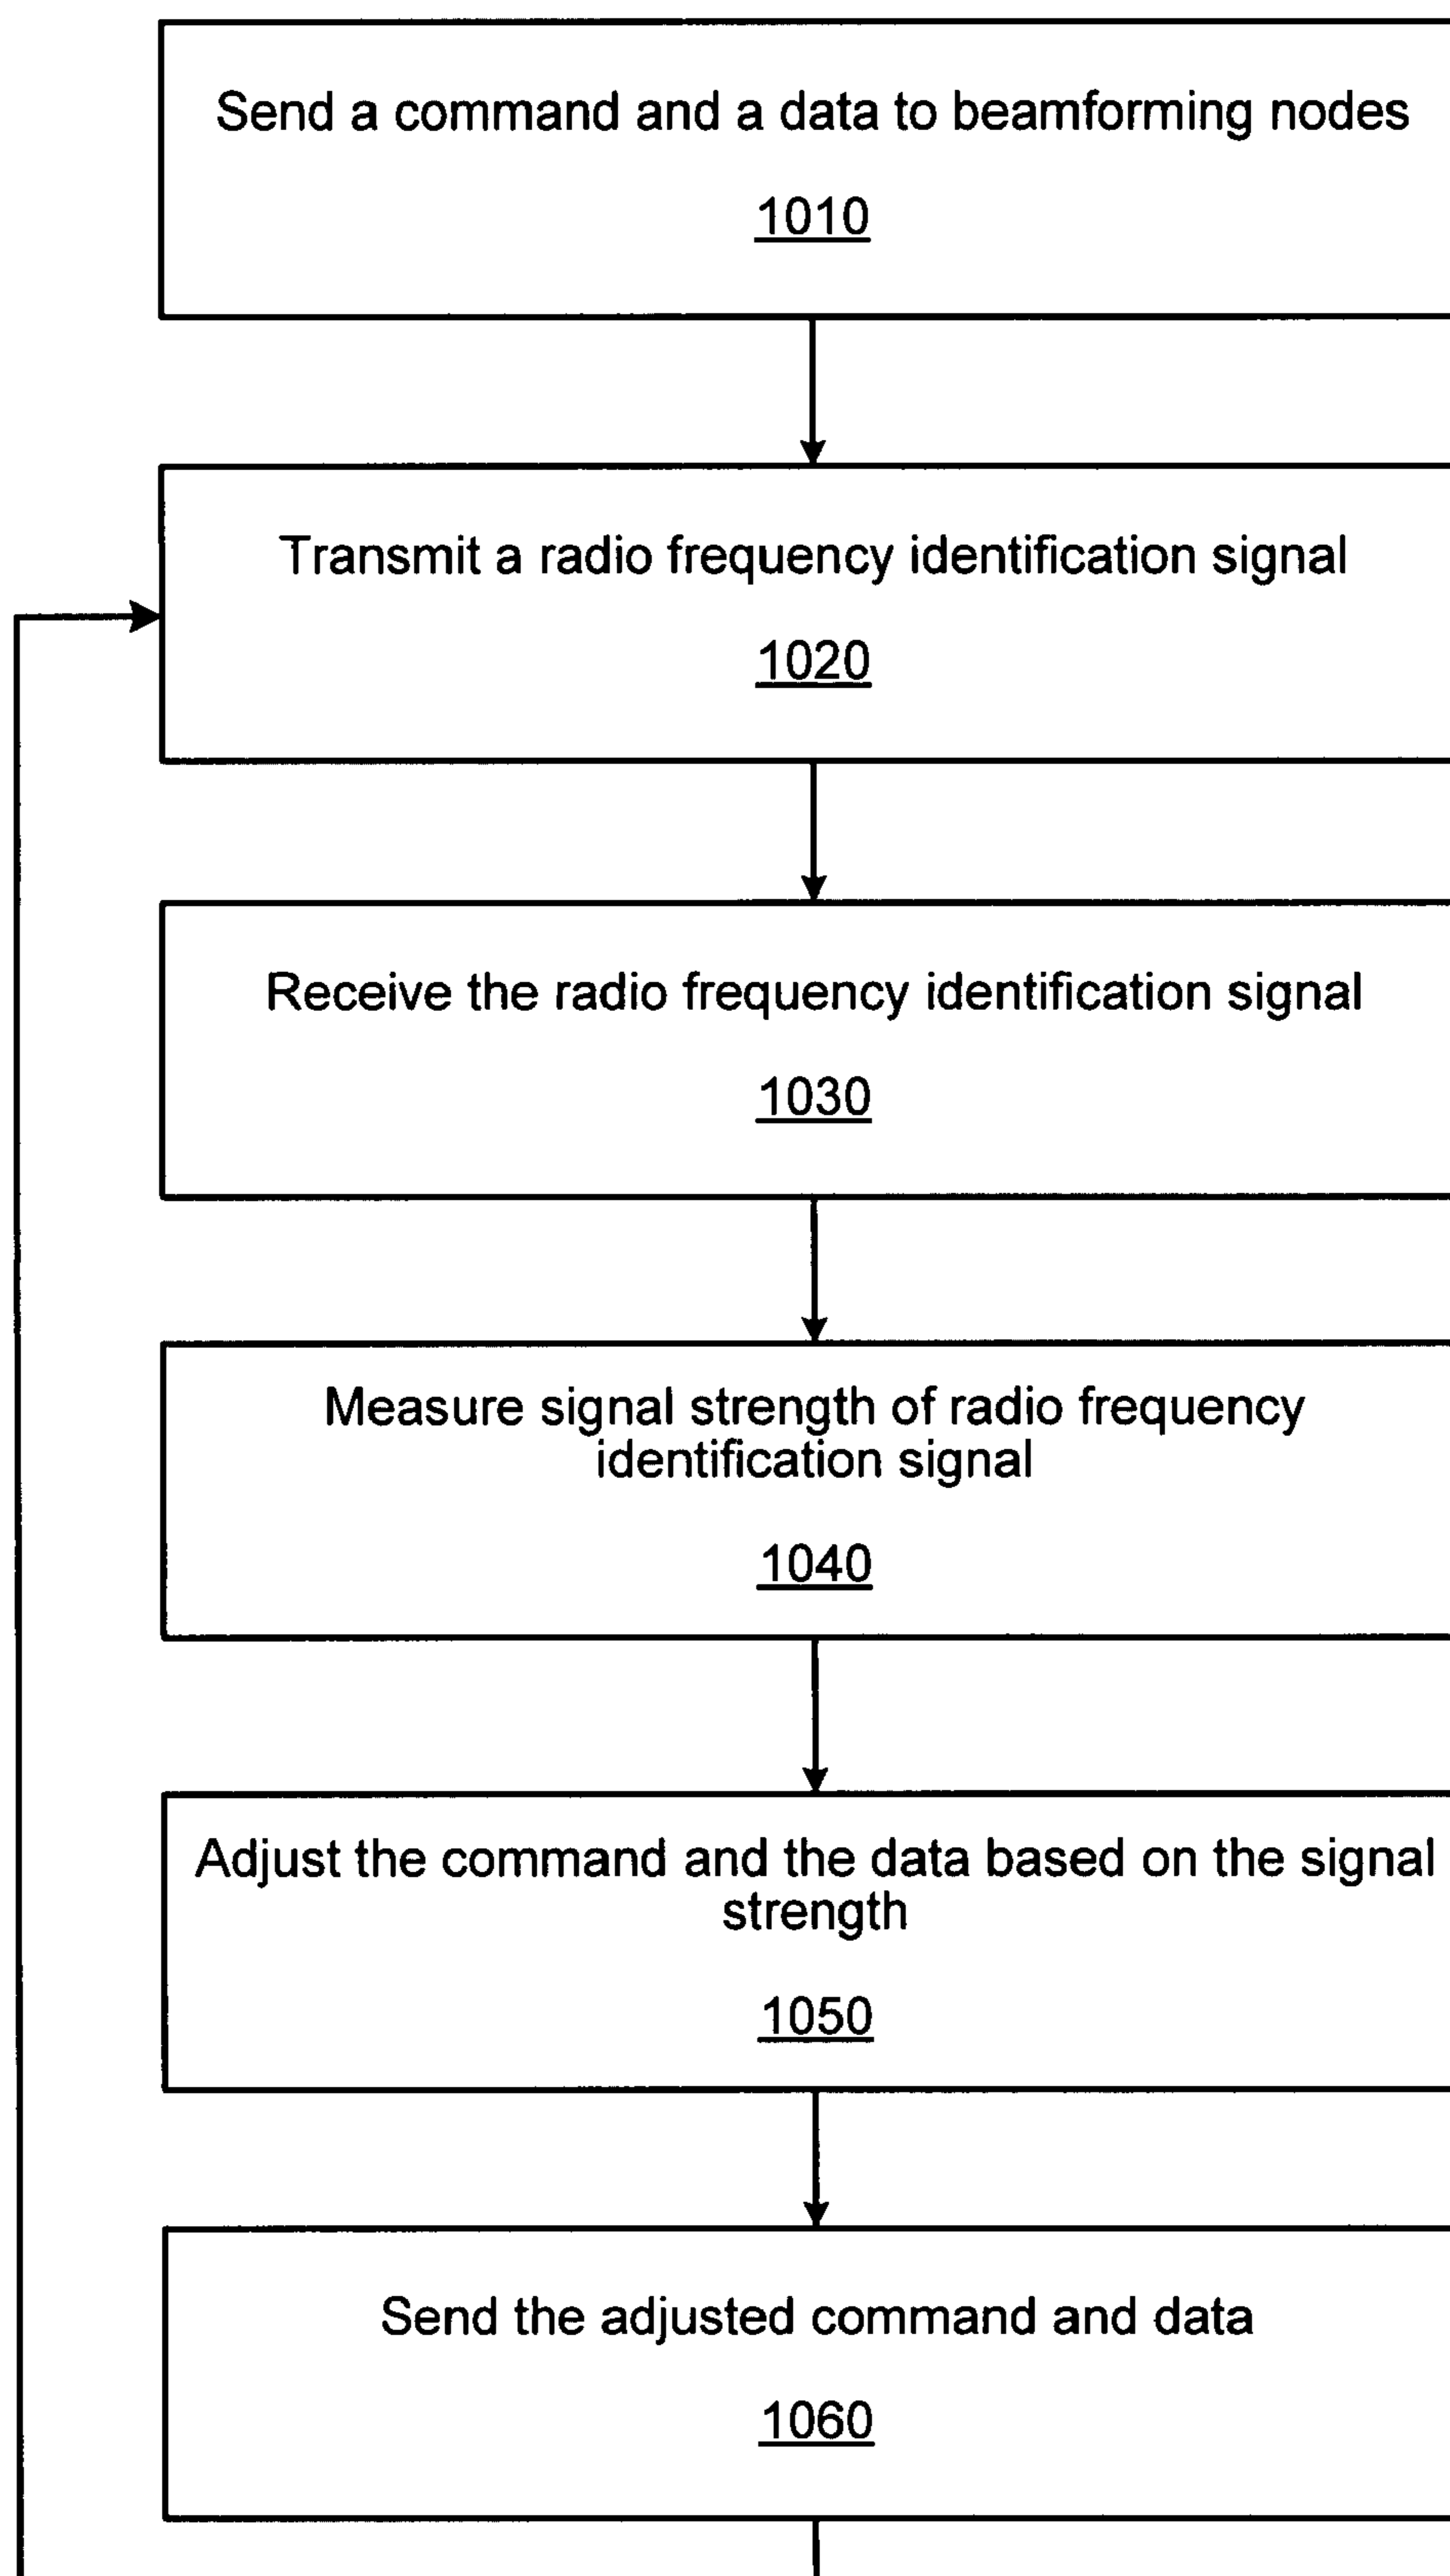 Send a command and a data to beamforming nodes
1010
Transmit a radio frequency identification signal
1020
Receive the radio frequency identification signal
1030
Measure signal strength of radio frequency
identification signal
1040
Adjust the command and the data based on the signal
strength
1050
Send the adjusted command and data
1060